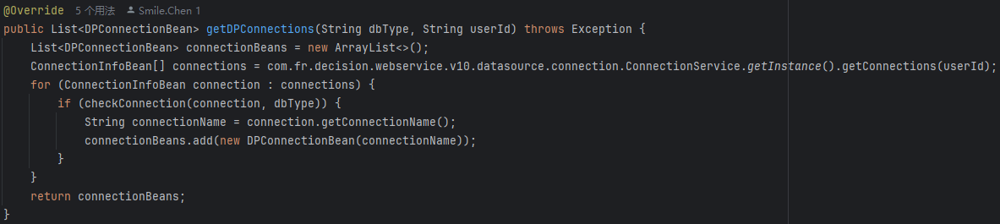 @Override 5 个用法 Smile.Chen 1
public List<DPConnectionBean> getDPConnections(String dbType, String userId) throws Exception {
    List<DPConnectionBean> connectionBeans = new ArrayList<>();
    ConnectionInfoBean[] connections = com.fr.decision.webservice.v10.datasource.connection.ConnectionService.getInstance().getConnections(userId);
    for (ConnectionInfoBean connection : connections) {
        if (checkConnection(connection, dbType)) {
            String connectionName = connection.getConnectionName();
            connectionBeans.add(new DPConnectionBean(connectionName));
        }
    }
    return connectionBeans;
}